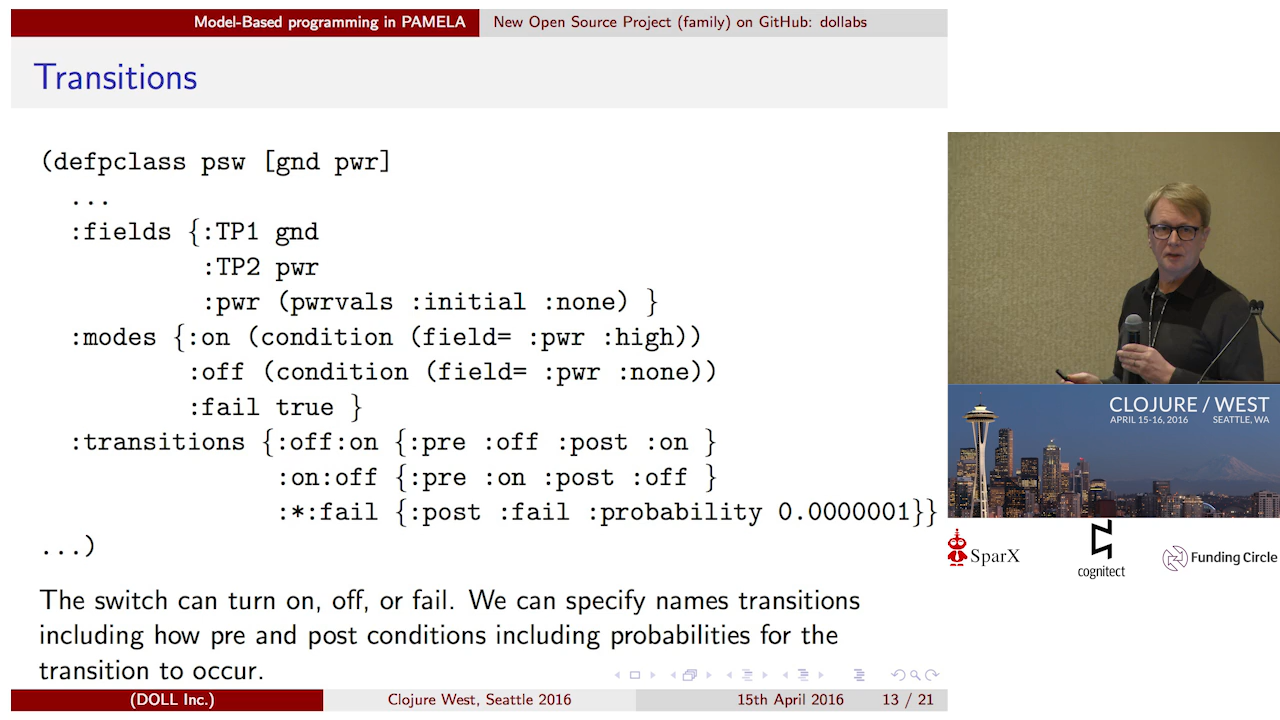 Model-Based programming in PAMELA New Open Source Project (family) on GitHub: dollabs
Transitions
(defpclass psw [gnd pwr]
...
:fields {:TP1 gnd
:TP2 pwr
:pwr (pwrvals :initial :none) }
:modes {:on (condition (field= :pwr :high))
:off (condition (field= :pwr :none))
:fail true }
:transitions {:off:on {:pre :off :post :on }
:on:off {:pre :on :post :off }
:*:fail {:post :fail :probability 0.0000001}}
...)
The switch can turn on, off, or fail. We can specify names transitions
including how pre and post conditions including probabilities for the
transition to occur.
(DOLL Inc.) Clojure West, Seattle 2016 15th April 2016 13 / 21
CLOJURE / WEST
APRIL 15-16, 2016 SEATTLE, WA
SparX
cognitect
Funding Circle